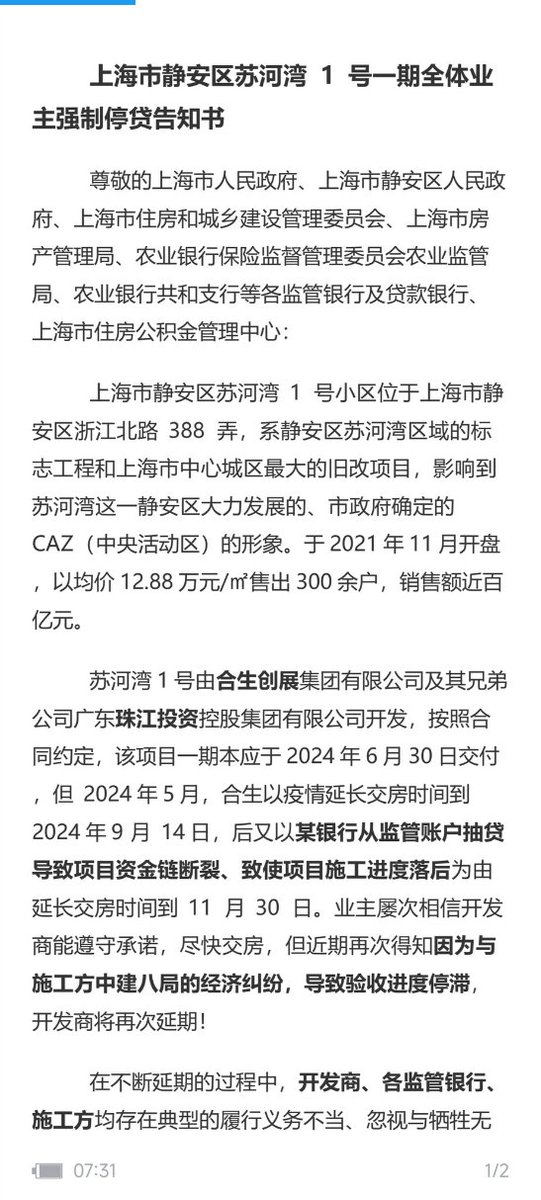 上海市静安区苏河湾 1 号一期全体业
主强制停贷告知书
尊敬的上海市人民政府、上海市静安区人民政
府、上海市住房和城乡建设管理委员会、上海市房
产管理局、农业银行保险监督管理委员会农业监管
局、农业银行共和支行等各监管银行及贷款银行、
上海市住房公积金管理中心：
上海市静安区苏河湾 1 号小区位于上海市静
安区浙江北路 388 弄，系静安区苏河湾区域的标
志工程和上海市中心城区最大的旧改项目，影响到
苏河湾这一静安区大力发展的、市政府确定的
CAZ（中央活动区）的形象。于 2021 年 11 月开盘
，以均价 12.88 万元/㎡售出 300 余户，销售额近百
亿元。
苏河湾 1 号由合生创展集团有限公司及其兄弟
公司广东珠江投资控股集团有限公司开发，按照合
同约定，该项目一期本应于 2024 年 6 月 30 日交付
，但 2024 年 5 月，合生以疫情延长交房时间到
2024 年 9 月 14 日，后又以某银行从监管账户抽贷
导致项目资金链断裂、致使项目施工进度落后为由
延长交房时间到 11 月 30 日。业主屡次相信开发
商能遵守承诺，尽快交房，但近期再次得知因为与
施工方中建八局的经济纠纷，导致验收进度停滞，
开发商将再次延期！
在不断延期的过程中，开发商、各监管银行、
施工方均存在典型的履行义务不当、忽视与牺牲无
07:31
1/2